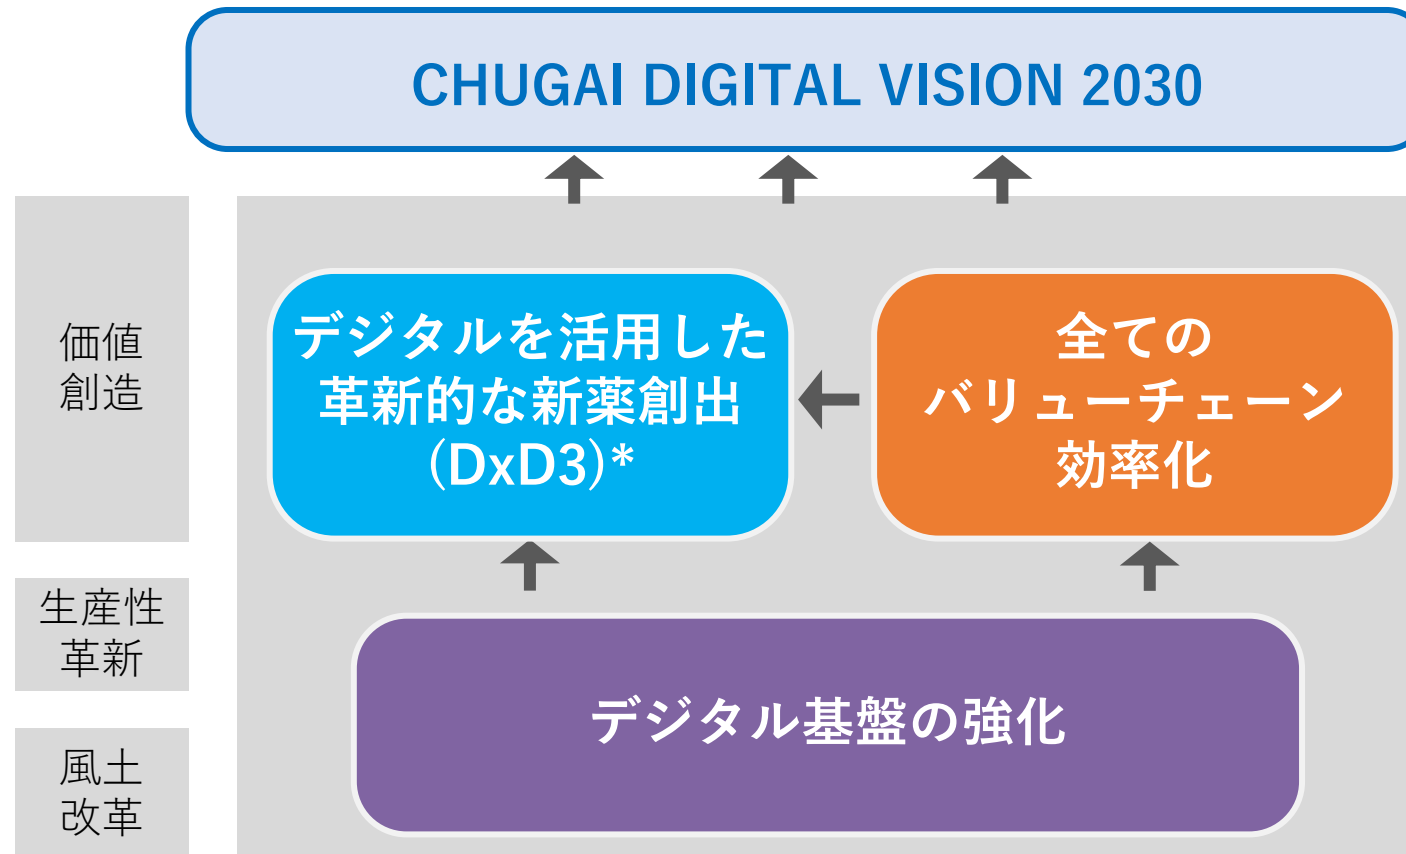 CHUGAI DIGITAL VISION 2030
価値
創造
デジタルを活用した
革新的な新薬創出
(DxD3)*
全ての
バリューチェーン
効率化
生産性
革新
デジタル基盤の強化
風土
改革